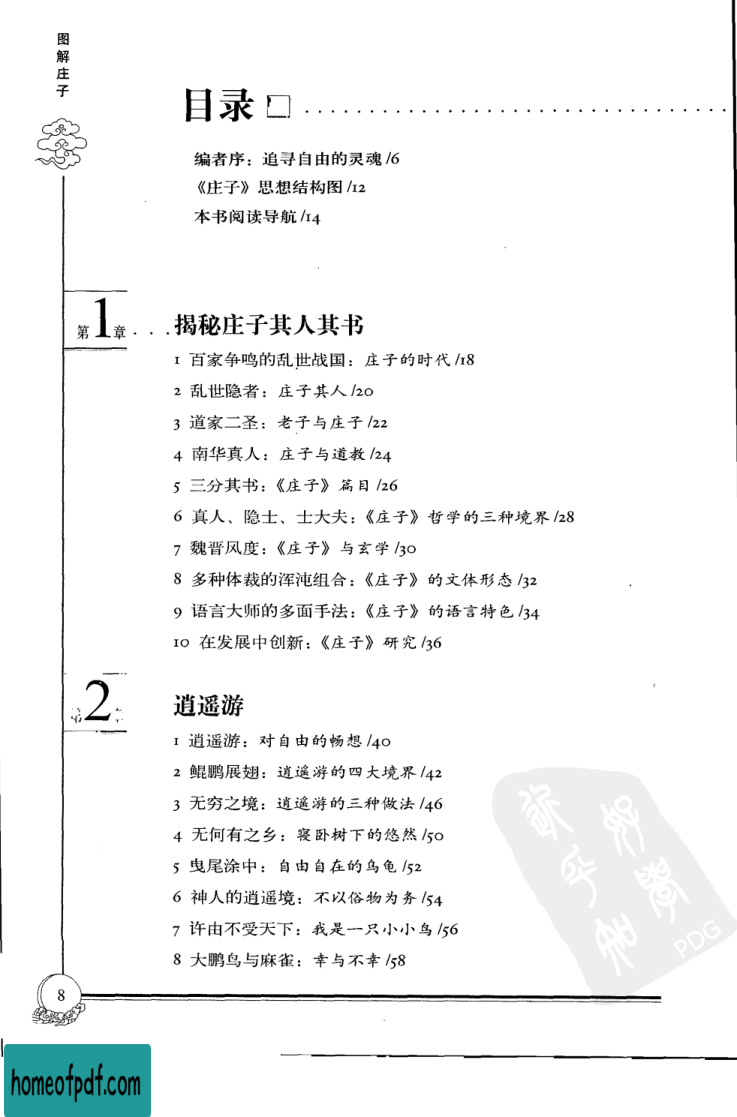 图解庄子
目录
编者序：追寻自由的灵魂/6
《庄子》思想结构图/12
本书阅读导航/14
第1章...揭秘庄子其人其书
1 百家争鸣的乱世战国：庄子的时代/18
2 乱世隐者：庄子其人/20
3 道家二圣：老子与庄子/22
4 南华真人：庄子与道教/24
5 三分其书：《庄子》篇目/26
6 真人、隐士、士大夫：《庄子》哲学的三种境界/28
7 魏晋风度：《庄子》与玄学/30
8 多种体裁的浑沌组合：《庄子》的文体形态/32
9 语言大师的多面手法：《庄子》的语言特色/34
10 在发展中创新：《庄子》研究/36
第2章 逍遥游
1 逍遥游：对自由的畅想/40
2 鲲鹏展翅：逍遥游的四大境界/42
3 无穷之境：逍遥游的三种做法/46
4 无何有之乡：寝卧树下的悠然/50
5 曳尾涂中：自由自在的乌龟/52
6 神人的逍遥境：不以俗物为务/54
7 许由不受天下：我是一只小小鸟/56
8 大鹏鸟与麻雀：幸与不幸/58
好學
PDG
8
homeofpdf.com